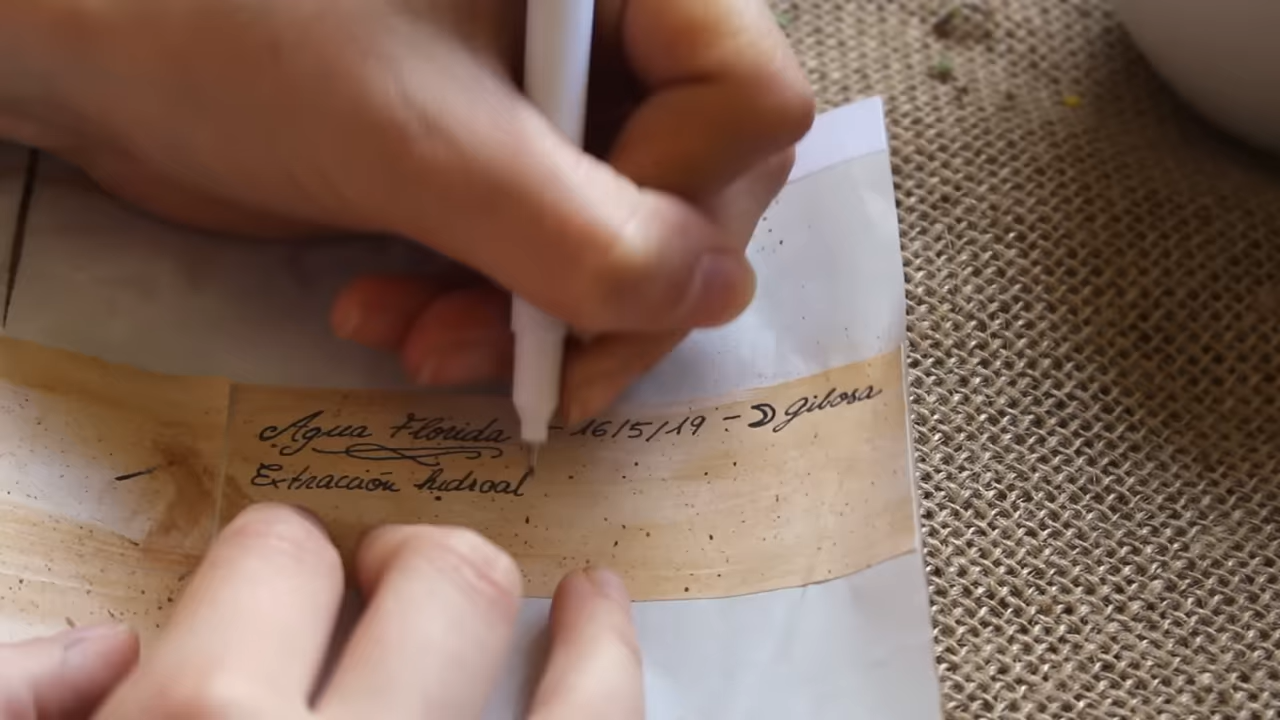 Agua Florida - 16/5/19 - ☽ gibosa
Extracción hidroal